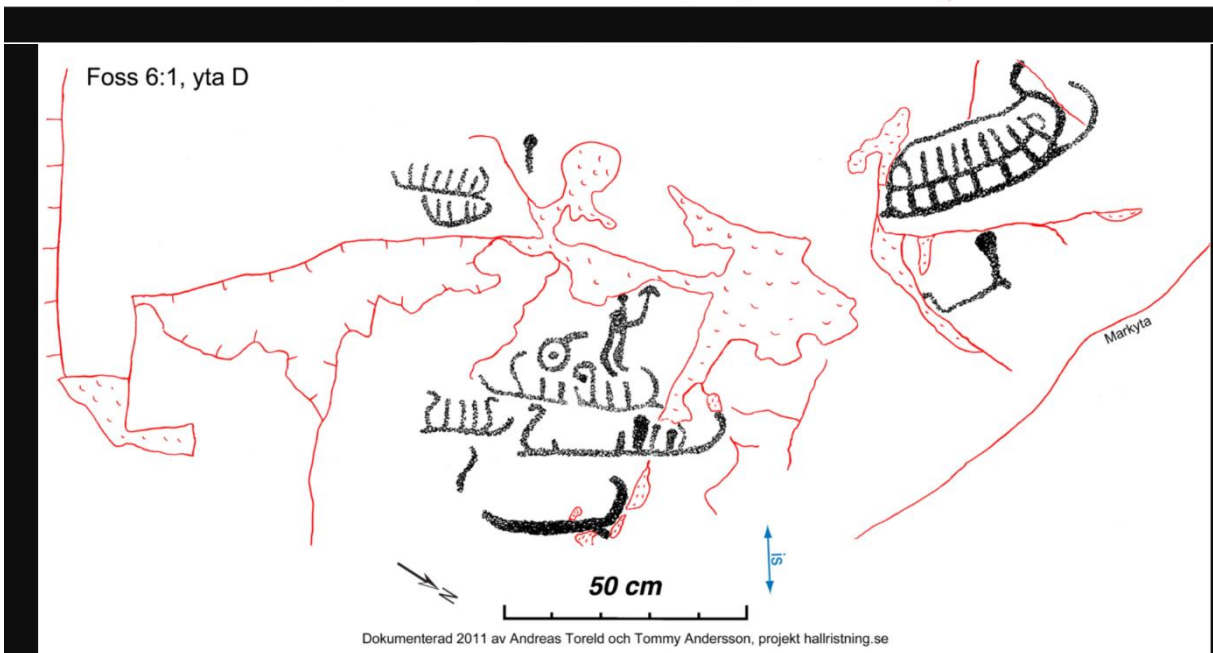 Foss 6:1, yta D
Markyta
is
N
50 cm
Dokumenterad 2011 av Andreas Toreld och Tommy Andersson, projekt hallristning.se